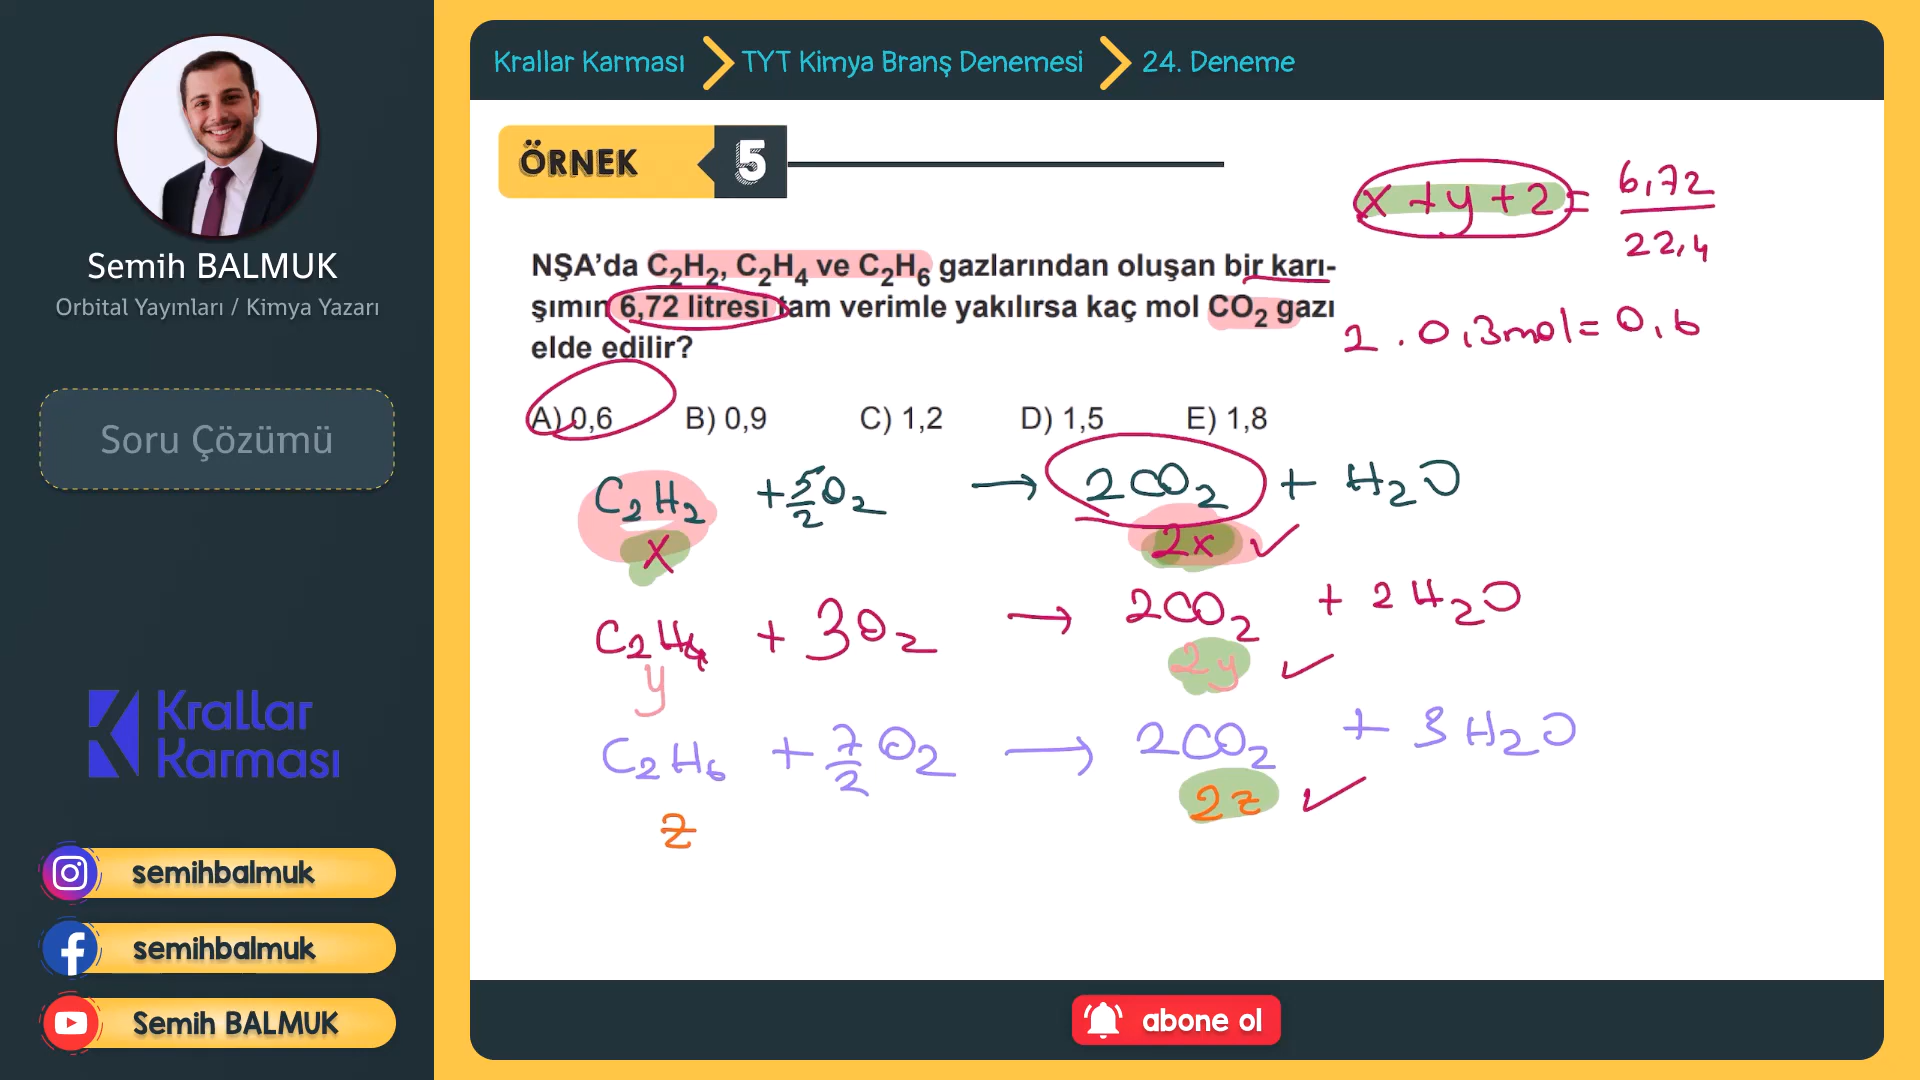 Krallar Karması TYT Kimya Branş Denemesi 24. Deneme
Semih BALMUK
Orbital Yayınları / Kimya Yazarı
Soru Çözümü
Krallar
Karması
semihbalmuk
semihbalmuk
Semih BALMUK
ÖRNEK 5
NŞA’da C₂H₂, C₂H₄ ve C₂H₆ gazlarından oluşan bir karı-
şımın 6,72 litresi tam verimle yakılırsa kaç mol CO₂ gazı
elde edilir?
A) 0,6 B) 0,9 C) 1,2 D) 1,5 E) 1,8
x + y + z = 6,72 / 22,4
2 . 0,3mol = 0,6
C₂H₂ + 5/2 O₂ → 2CO₂ + H₂O
x 2x
C₂H₄ + 3O₂ → 2CO₂ + 2H₂O
y 2y
C₂H₆ + 7/2 O₂ → 2CO₂ + 3H₂O
z 2z
abone ol